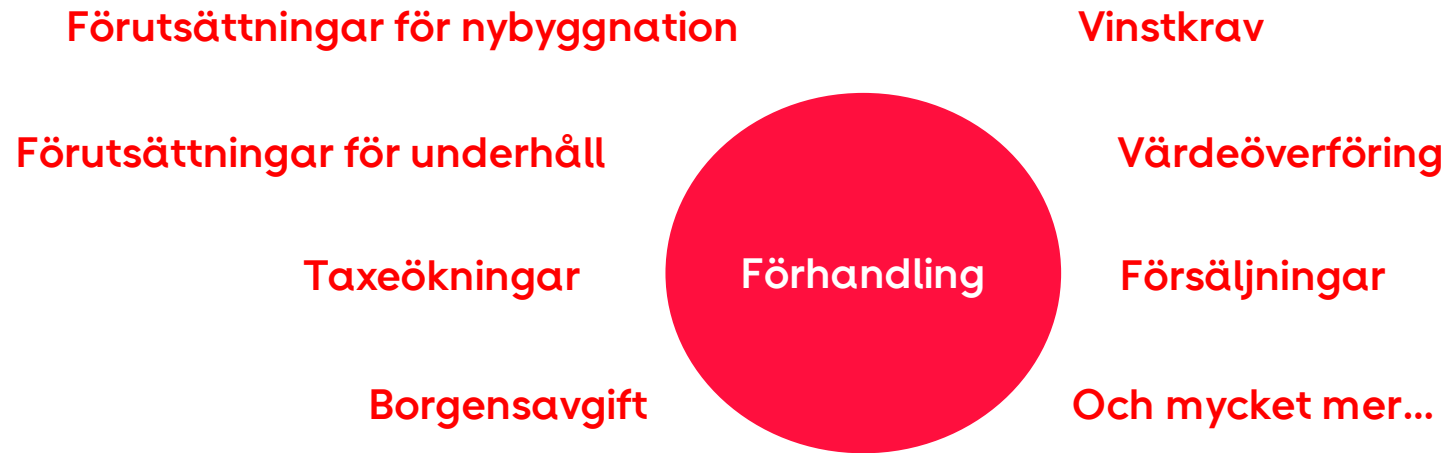 Förutsättningar för nybyggnation
Vinstkrav
Förutsättningar för underhåll
Värdeöverföring
Taxeökningar
Förhandling
Försäljningar
Borgensavgift
Och mycket mer...